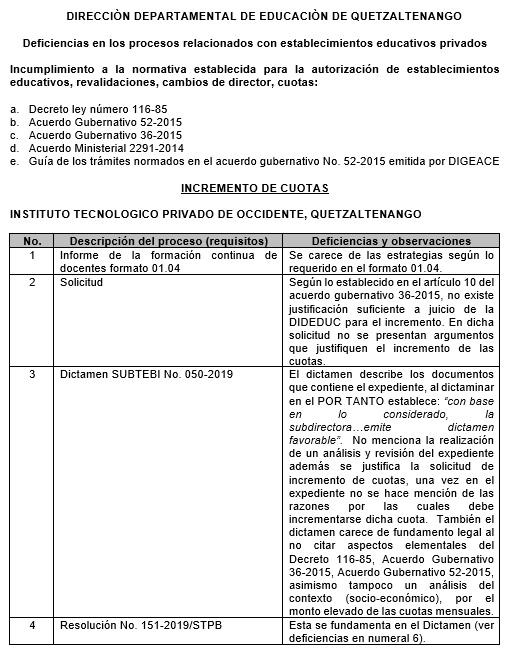 DIRECCIÒN DEPARTAMENTAL DE EDUCACIÒN DE QUETZALTENANGO
Deficiencias en los procesos relacionados con establecimientos educativos privados
Incumplimiento a la normativa establecida para la autorización de establecimientos
educativos, revalidaciones, cambios de director, cuotas:
a. Decreto ley número 116-85
b. Acuerdo Gubernativo 52-2015
c. Acuerdo Gubernativo 36-2015
d. Acuerdo Ministerial 2291-2014
e. Guía de los trámites normados en el acuerdo gubernativo No. 52-2015 emitida por DIGEACE
INCREMENTO DE CUOTAS
INSTITUTO TECNOLOGICO PRIVADO DE OCCIDENTE, QUETZALTENANGO
No. Descripción del proceso (requisitos) Deficiencias y observaciones
1 Informe de la formación continua de
docentes formato 01.04
Se carece de las estrategias según lo
requerido en el formato 01.04.
2 Solicitud
Según lo establecido en el artículo 10 del
acuerdo gubernativo 36-2015, no existe
justificación suficiente a juicio de la
DIDEDUC para el incremento. En dicha
solicitud no se presentan argumentos
que justifiquen el incremento de las
cuotas.
3 Dictamen SUBTEBI No. 050-2019
El dictamen describe los documentos
que contiene el expediente, al dictaminar
en el POR TANTO establece: “con base
en lo considerado, la
subdirectora…emite dictamen
favorable”. No menciona la realización
de un análisis y revisión del expediente
además se justifica la solicitud de
incremento de cuotas, una vez en el
expediente no se hace mención de las
razones por las cuales debe
incrementarse dicha cuota. También el
dictamen carece de fundamento legal al
no citar aspectos elementales del
Decreto 116-85, Acuerdo Gubernativo
36-2015, Acuerdo Gubernativo 52-2015,
asimismo tampoco un análisis del
contexto (socio-económico), por el
monto elevado de las cuotas mensuales.
4 Resolución No. 151-2019/STPB
Esta se fundamenta en el Dictamen (ver
deficiencias en numeral 6).